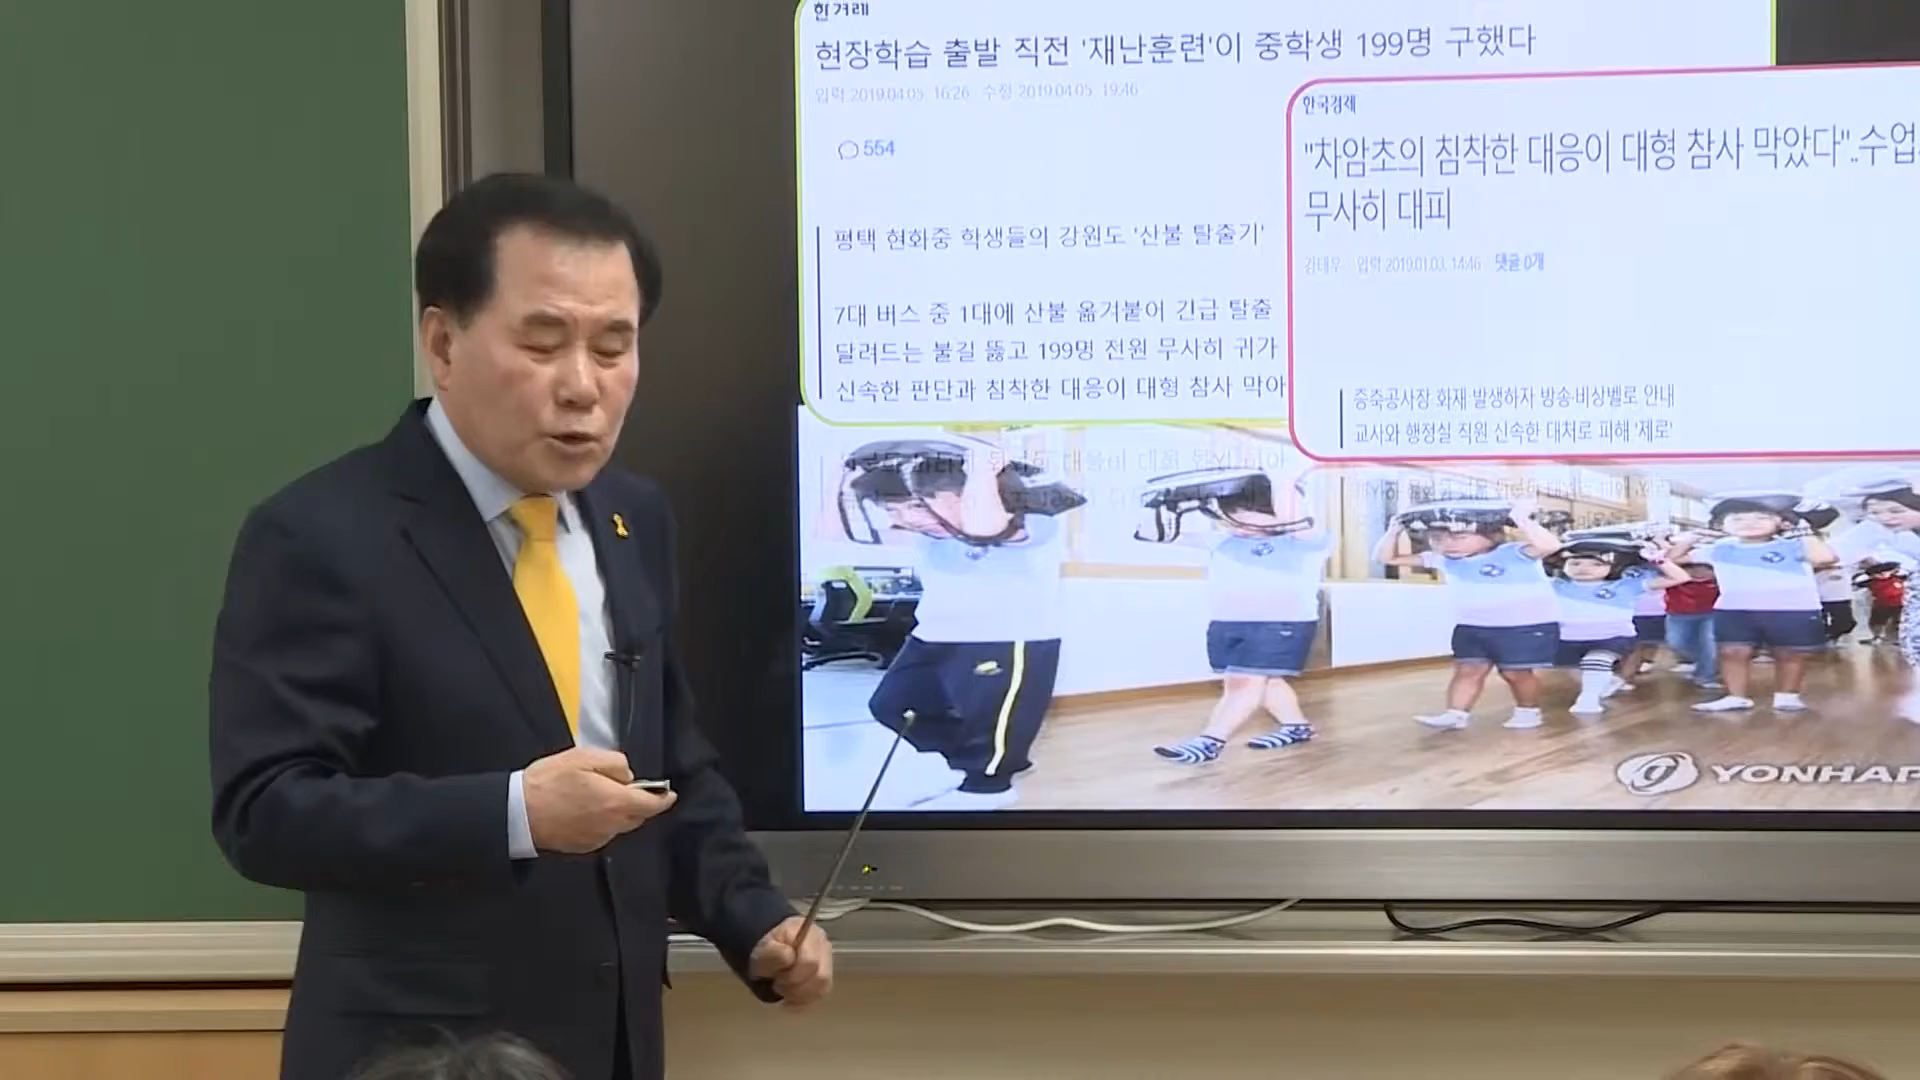 한겨레
현장학습 출발 직전 '재난훈련'이 중학생 199명 구했다
입력 2019.04.05 16:26 수정 2019.04.05 19:46
554
평택 현화중 학생들의 강원도 '산불 탈출기'
7대 버스 중 1대에 산불 옮겨붙어 긴급 탈출
달려드는 불길 뚫고 199명 전원 무사히 귀가
신속한 판단과 침착한 대응이 대형 참사 막아
한국경제
"차암초의 침착한 대응이 대형 참사 막았다"..수업
무사히 대피
김태우 입력 2019.01.03. 14:46 댓글 0개
증축공사장 화재 발생하자 방송·비상벨로 안내
교사와 행정실 직원 신속한 대처로 피해 '제로'
YONHAP